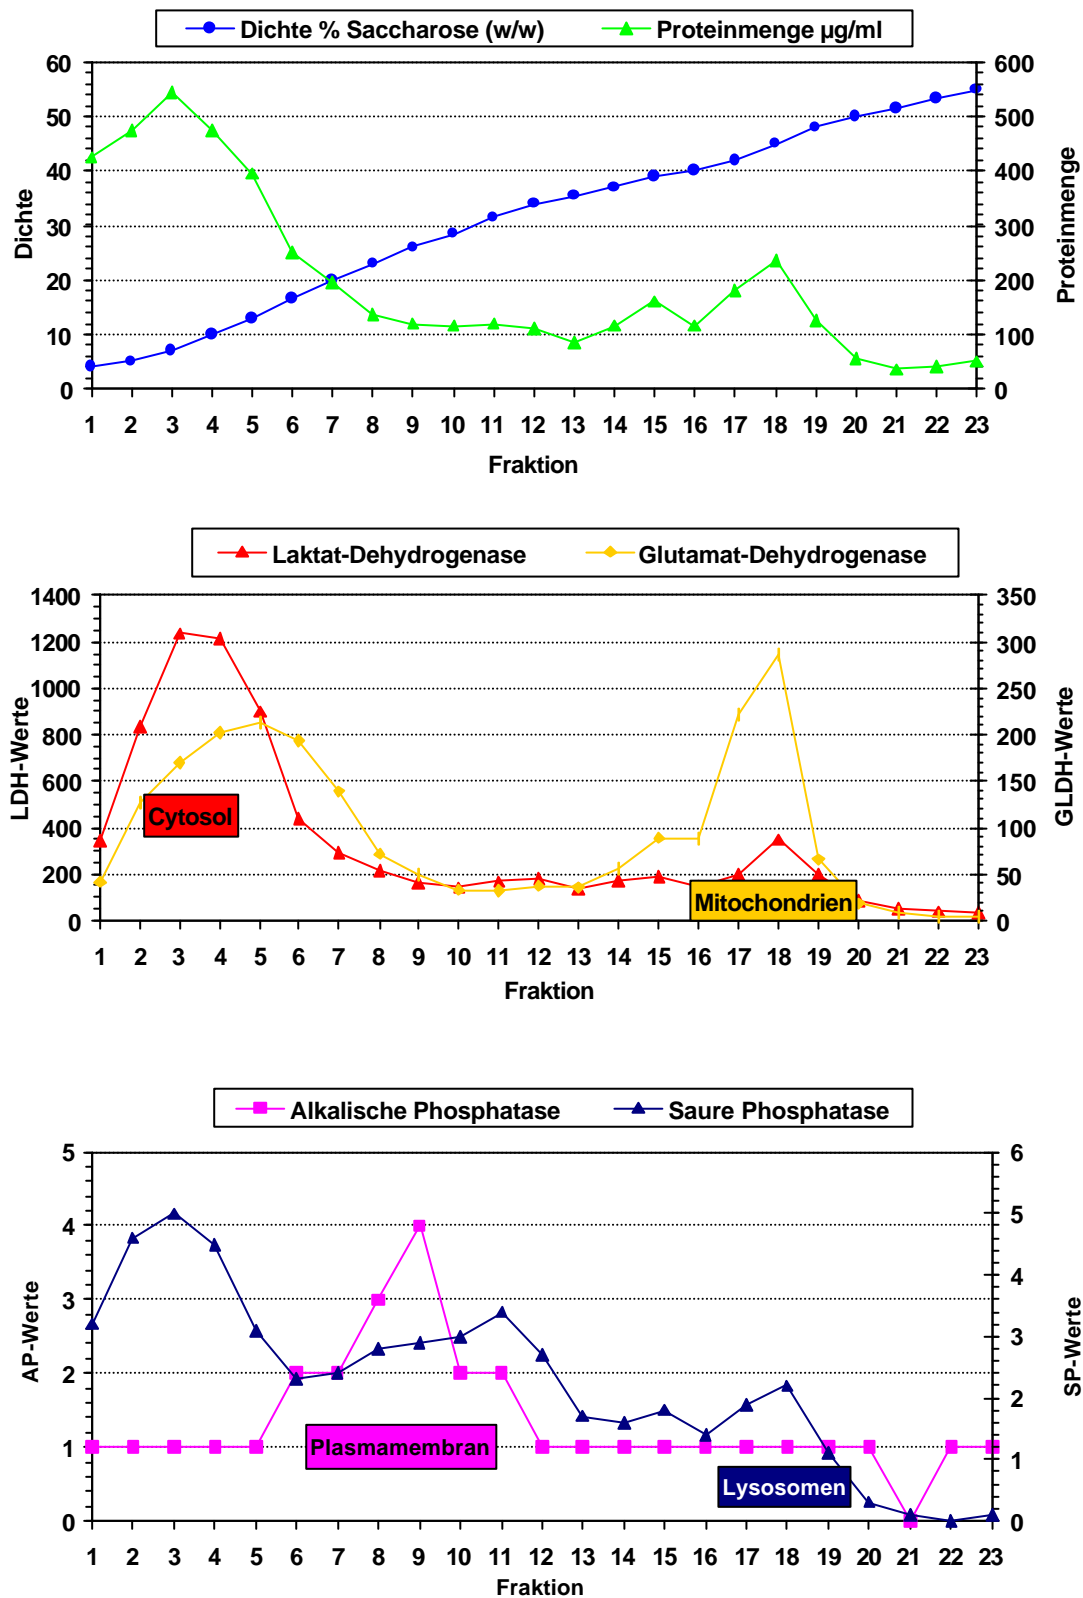 Dichte % Saccharose (w/w) Proteinmenge µg/ml
60 600
50 500
40 400
30 300
20 200
10 100
0 0
Dichte
Proteinmenge
1 2 3 4 5 6 7 8 9 10 11 12 13 14 15 16 17 18 19 20 21 22 23
Fraktion
Laktat-Dehydrogenase Glutamat-Dehydrogenase
1400 350
1200 300
1000 250
800 200
600 150
400 100
200 50
0 0
LDH-Werte
GLDH-Werte
Cytosol
Mitochondrien
1 2 3 4 5 6 7 8 9 10 11 12 13 14 15 16 17 18 19 20 21 22 23
Fraktion
Alkalische Phosphatase Saure Phosphatase
5 6
4 5
3 4
2 3
1 2
0 1
0
AP-Werte
SP-Werte
Plasmamembran
Lysosomen
1 2 3 4 5 6 7 8 9 10 11 12 13 14 15 16 17 18 19 20 21 22 23
Fraktion